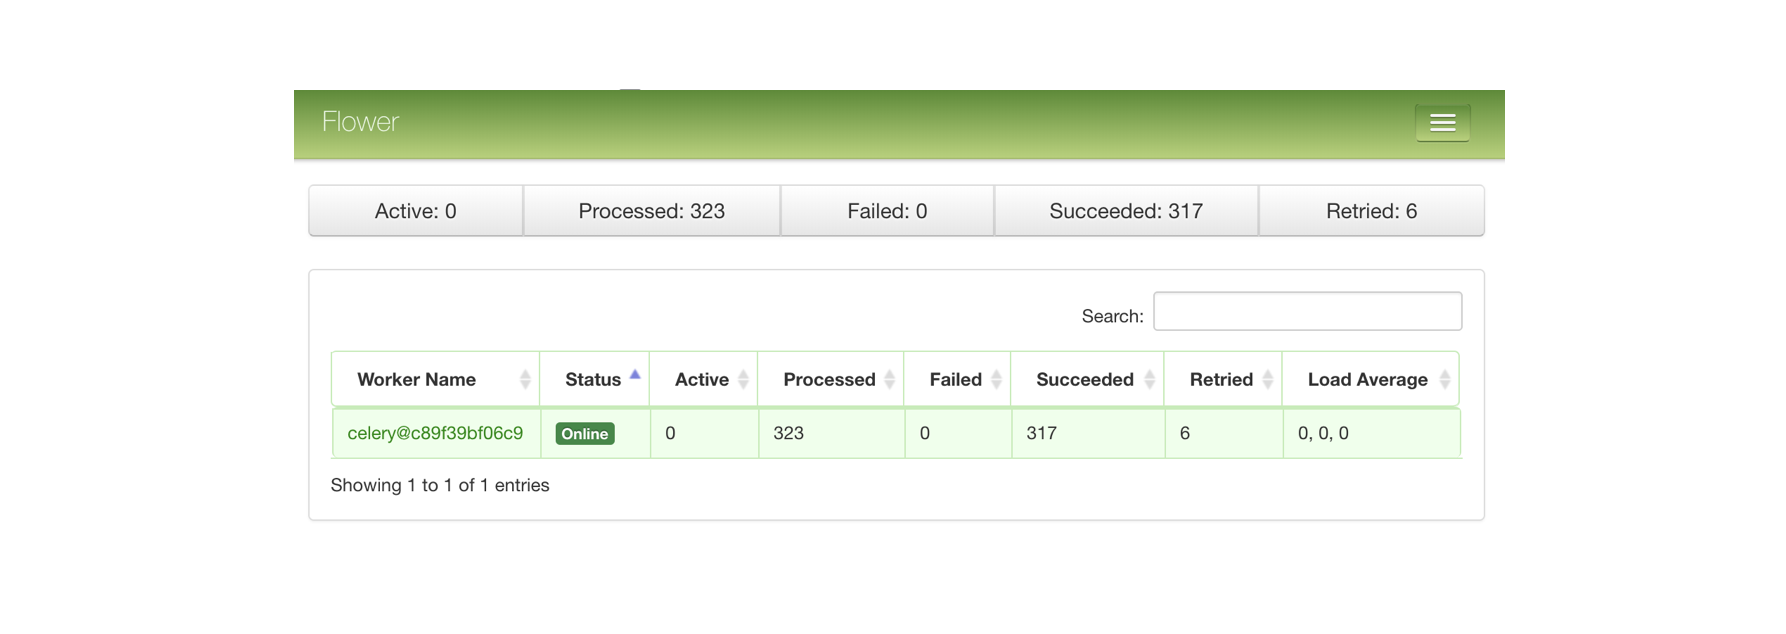 Flower
Active: 0 Processed: 323 Failed: 0 Succeeded: 317 Retried: 6
Search:
Worker Name Status Active Processed Failed Succeeded Retried Load Average
celery@c89f39bf06c9 Online 0 323 0 317 6 0, 0, 0
Showing 1 to 1 of 1 entries